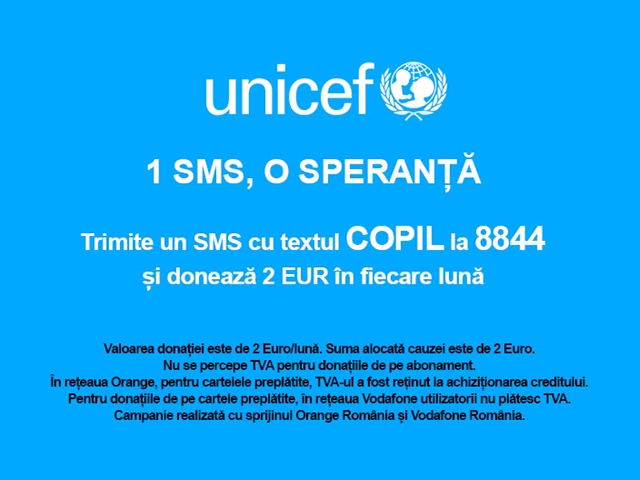 unicef
1 SMS, O SPERANȚĂ
Trimite un SMS cu textul COPIL la 8844
și donează 2 EUR în fiecare lună
Valoarea donației este de 2 Euro/lună. Suma alocată cauzei este de 2 Euro.
Nu se percepe TVA pentru donațiile de pe abonament.
În rețeaua Orange, pentru cartelele preplătite, TVA-ul a fost reținut la achiziționarea creditului.
Pentru donațiile de pe cartele preplătite, în rețeaua Vodafone utilizatorii nu plătesc TVA.
Campanie realizată cu sprijinul Orange România și Vodafone România.